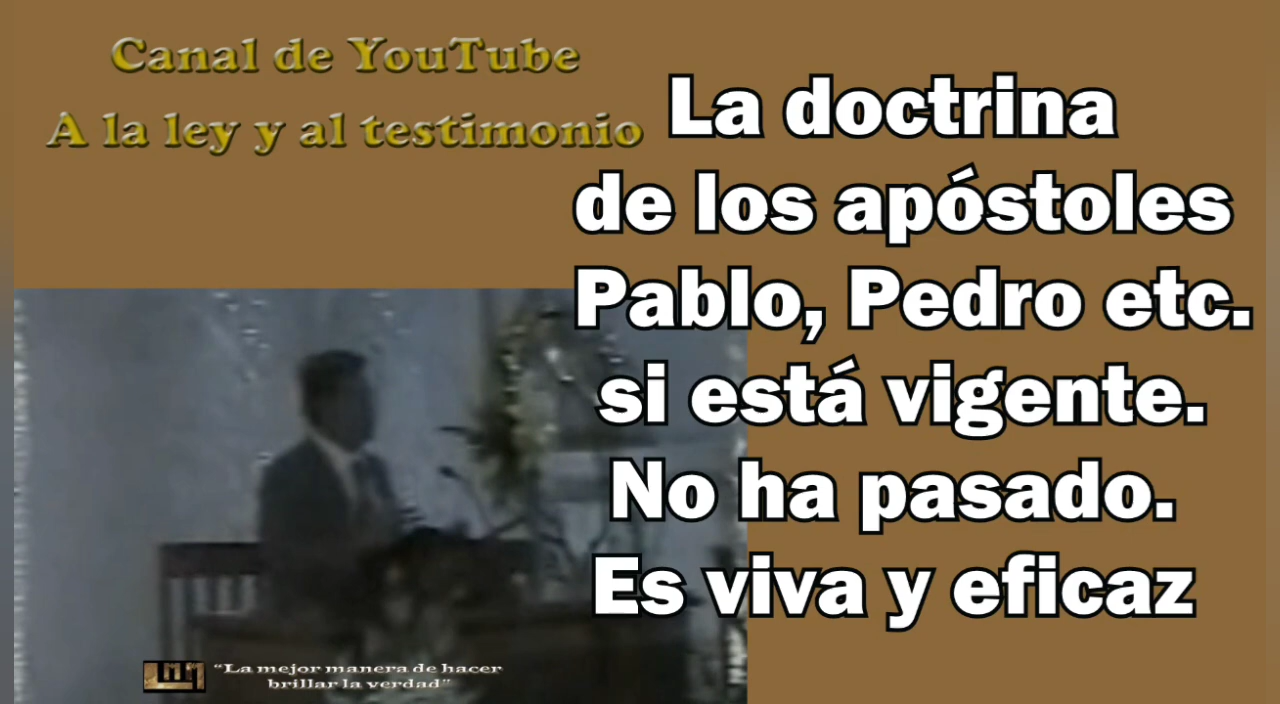 Canal de YouTube
A la ley y al testimonio
La doctrina
de los apóstoles
Pablo, Pedro etc.
si está vigente.
No ha pasado.
Es viva y eficaz
"La mejor manera de hacer
brillar la verdad"